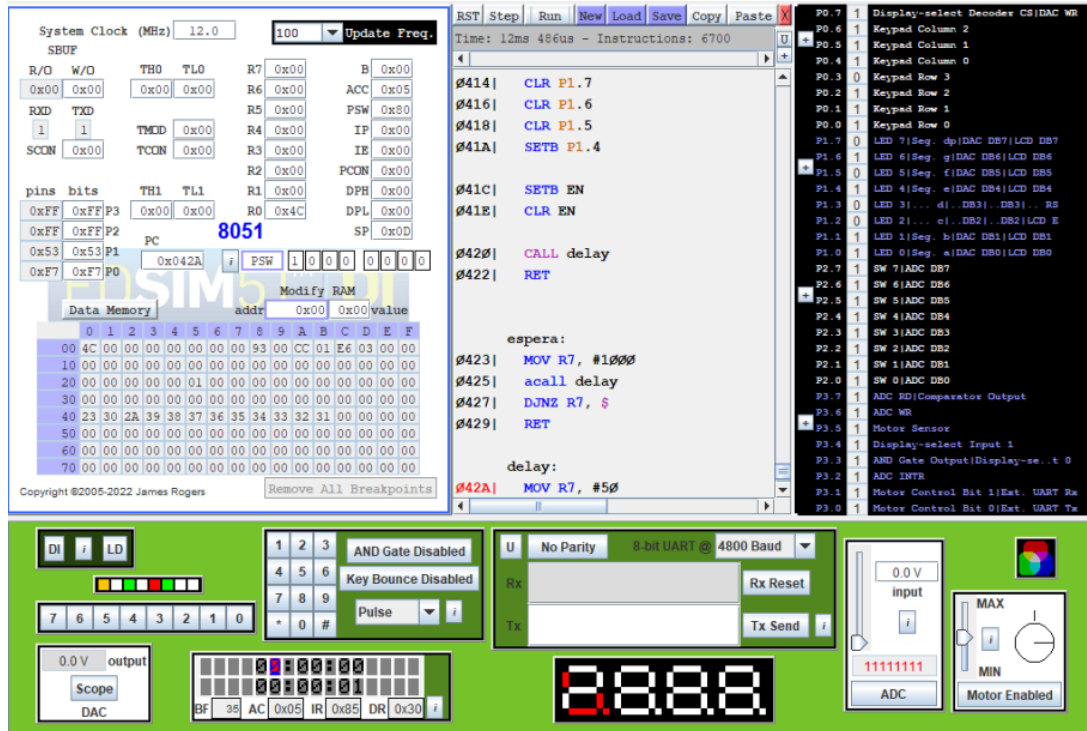 System Clock (MHz) 12.0 100 Update Freq.
SBUF
R/O W/O TH0 TL0 R7 0x00 B 0x00
0x00 0x00 0x00 0x00 R6 0x00 ACC 0x05
RXD TXD R5 0x00 PSW 0x80
1 1 TMOD 0x00 R4 0x00 IP 0x00
SCON 0x00 TCON 0x00 R3 0x00 IE 0x00
R2 0x00 PCON 0x00
pins bits TH1 TL1 R1 0x00 DPH 0x00
0xFF 0xFF P3 0x00 0x00 R0 0x4C DPL 0x00
0xFF 0xFF P2 8051 SP 0x0D
0x53 0x53 P1 PC
0xF7 0xF7 P0 0x042A i PSW 1 0 0 0 0 0 0 0
Modify RAM
Data Memory addr 0x00 0x00 value
0 1 2 3 4 5 6 7 8 9 A B C D E F
00 4C 00 00 00 00 00 00 00 93 00 CC 01 E6 03 00 00
10 00 00 00 00 00 00 00 00 00 00 00 00 00 00 00 00
20 00 00 00 00 00 01 00 00 00 00 00 00 00 00 00 00
30 00 00 00 00 00 00 00 00 00 00 00 00 00 00 00 00
40 23 30 2A 39 38 37 36 35 34 33 32 31 00 00 00 00
50 00 00 00 00 00 00 00 00 00 00 00 00 00 00 00 00
60 00 00 00 00 00 00 00 00 00 00 00 00 00 00 00 00
70 00 00 00 00 00 00 00 00 00 00 00 00 00 00 00 00
Copyright ©2005-2022 James Rogers Remove All Breakpoints
RST Step Run New Load Save Copy Paste X
Time: 12ms 486us - Instructions: 6700 U
0414| CLR P1.7
0416| CLR P1.6
0418| CLR P1.5
041A| SETB P1.4
041C| SETB EN
041E| CLR EN
0420| CALL delay
0422| RET
espera:
0423| MOV R7, #1000
0425| acall delay
0427| DJNZ R7, $
0429| RET
delay:
042A| MOV R7, #50
P0.7 1 Display-select Decoder CS|DAC WR
P0.6 1 Keypad Column 2
P0.5 1 Keypad Column 1
P0.4 1 Keypad Column 0
P0.3 0 Keypad Row 3
P0.2 1 Keypad Row 2
P0.1 1 Keypad Row 1
P0.0 1 Keypad Row 0
P1.7 0 LED 7|Seg. dp|DAC DB7|LCD DB7
P1.6 1 LED 6|Seg. g|DAC DB6|LCD DB6
P1.5 0 LED 5|Seg. f|DAC DB5|LCD DB5
P1.4 1 LED 4|Seg. e|DAC DB4|LCD DB4
P1.3 0 LED 3|... d|..DB3|..DB3|.. RS
P1.2 0 LED 2|... c|..DB2|..DB2|LCD E
P1.1 1 LED 1|Seg. b|DAC DB1|LCD DB1
P1.0 1 LED 0|Seg. a|DAC DB0|LCD DB0
P2.7 1 SW 7|ADC DB7
P2.6 1 SW 6|ADC DB6
P2.5 1 SW 5|ADC DB5
P2.4 1 SW 4|ADC DB4
P2.3 1 SW 3|ADC DB3
P2.2 1 SW 2|ADC DB2
P2.1 1 SW 1|ADC DB1
P2.0 1 SW 0|ADC DB0
P3.7 1 ADC RD|Comparator Output
P3.6 1 ADC WR
P3.5 1 Motor Sensor
P3.4 1 Display-select Input 1
P3.3 1 AND Gate Output|Display-se..t 0
P3.2 1 ADC INTR
P3.1 1 Motor Control Bit 1|Ext. UART Rx
P3.0 1 Motor Control Bit 0|Ext. UART Tx
DI i LD
7 6 5 4 3 2 1 0
0.0 V output
Scope
DAC
1 2 3 AND Gate Disabled
4 5 6 Key Bounce Disabled
7 8 9 Pulse i
* 0 #
00:00:00
00:00:01
BF 35 AC 0x05 IR 0x85 DR 0x30 i
U No Parity 8-bit UART @ 4800 Baud
Rx Rx Reset
Tx Tx Send i
8.8.8.8.
0.0 V
input
i
11111111
ADC
MAX
i
MIN
Motor Enabled